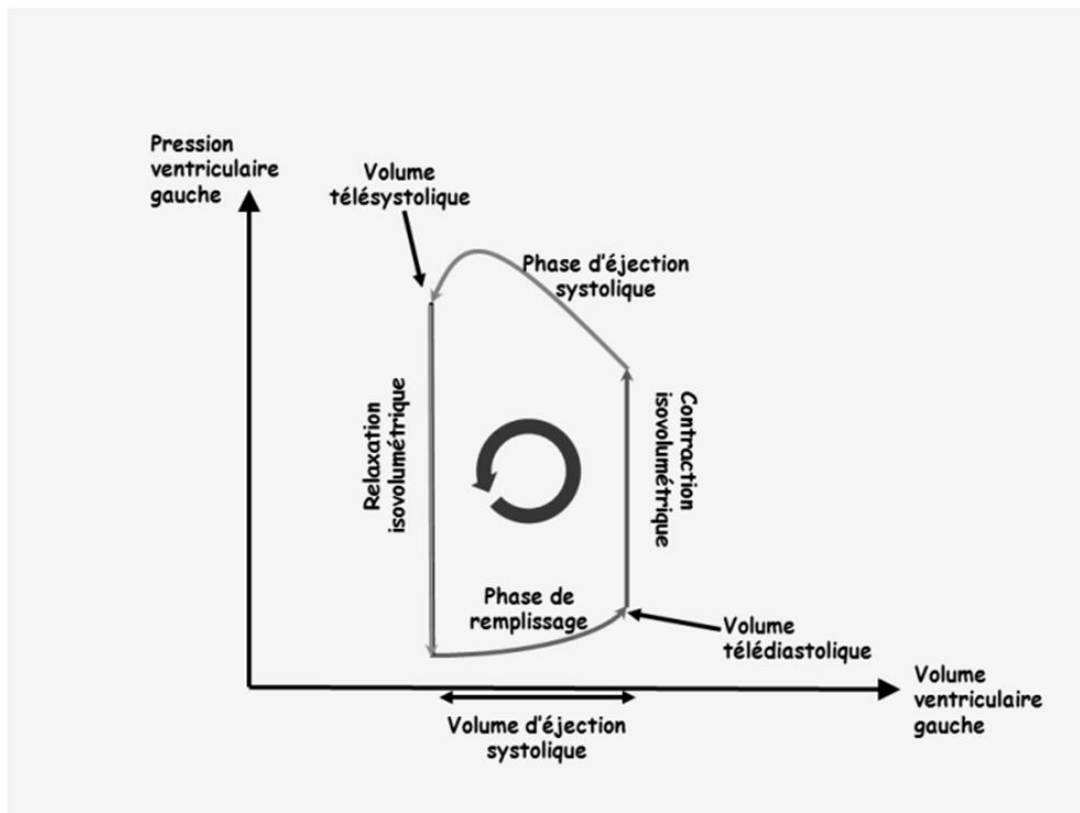 Pression
ventriculaire
gauche
Volume
télésystolique
Phase d'éjection
systolique
Relaxation
isovolumétrique
Contraction
isovolumétrique
Phase de
remplissage
Volume
télédiastolique
Volume
ventriculaire
gauche
Volume d'éjection
systolique